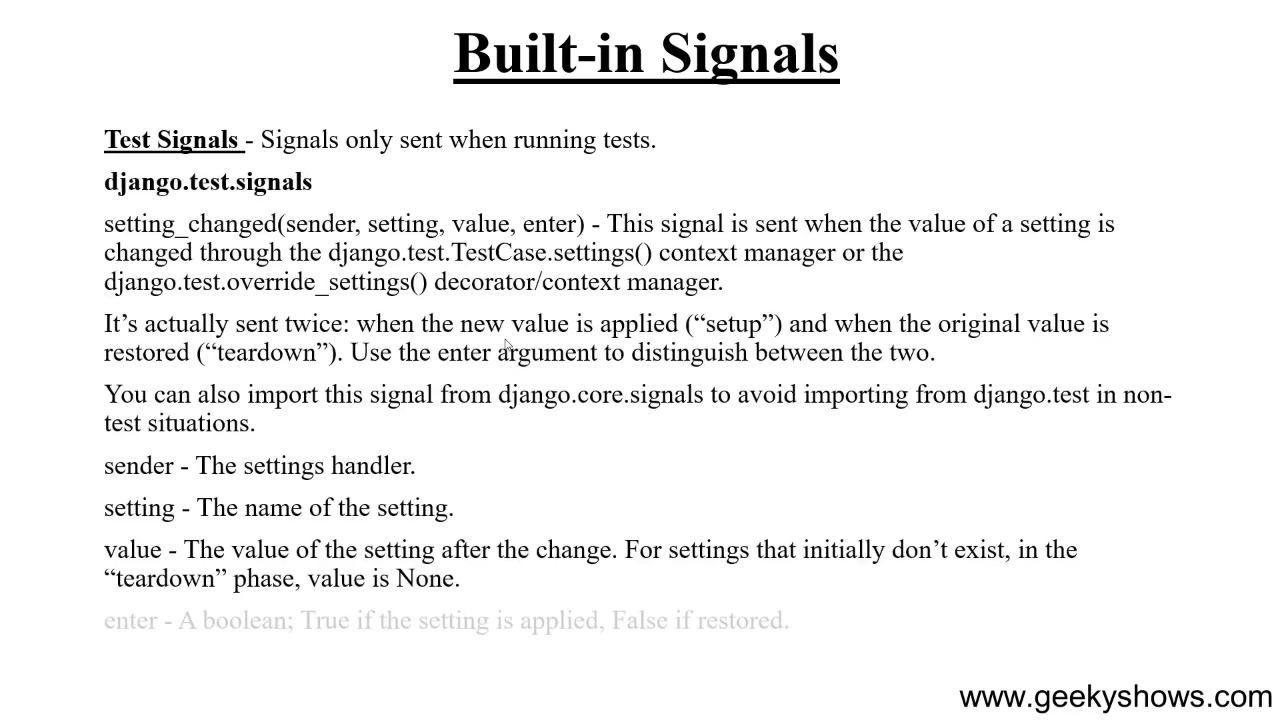 Built-in Signals
Test Signals - Signals only sent when running tests.
django.test.signals
setting_changed(sender, setting, value, enter) - This signal is sent when the value of a setting is
changed through the django.test.TestCase.settings() context manager or the
django.test.override_settings() decorator/context manager.
It’s actually sent twice: when the new value is applied (“setup”) and when the original value is
restored (“teardown”). Use the enter argument to distinguish between the two.
You can also import this signal from django.core.signals to avoid importing from django.test in non-
test situations.
sender - The settings handler.
setting - The name of the setting.
value - The value of the setting after the change. For settings that initially don’t exist, in the
“teardown” phase, value is None.
enter - A boolean; True if the setting is applied, False if restored.
www.geekyshows.com